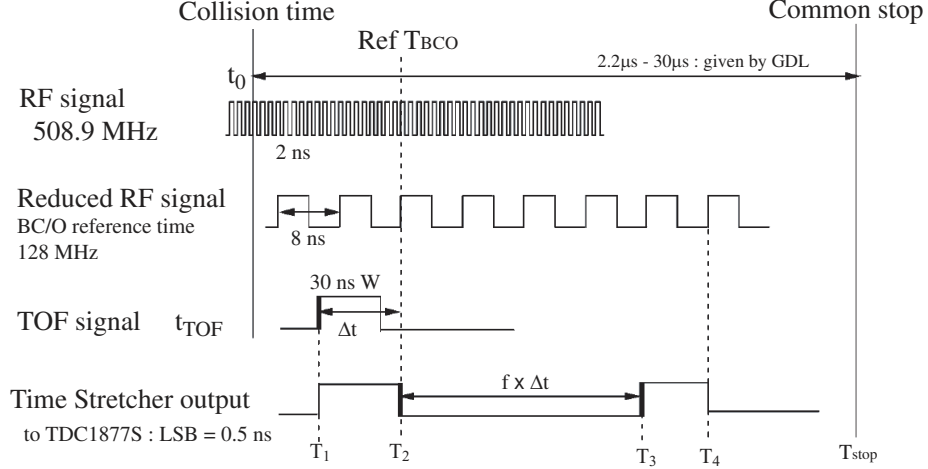 Collision time
Common stop
Ref TBCO
t0
2.2μs - 30μs : given by GDL
RF signal
508.9 MHz
2 ns
Reduced RF signal
BC/O reference time
128 MHz
8 ns
30 ns W
TOF signal tTOF
Δt
f x Δt
Time Stretcher output
to TDC1877S : LSB = 0.5 ns
T1 T2 T3 T4 Tstop